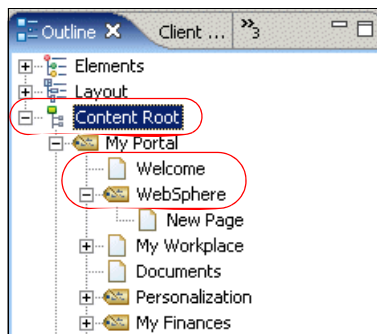 Outline Client ... »3
Elements
Layout
Content Root
My Portal
Welcome
WebSphere
New Page
My Workplace
Documents
Personalization
My Finances